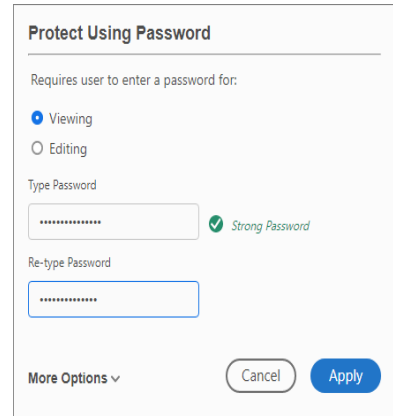 Protect Using Password
Requires user to enter a password for:
Viewing
Editing
Type Password
•••••••••••••••
Strong Password
Re-type Password
••••••••••••••
More Options
Cancel
Apply